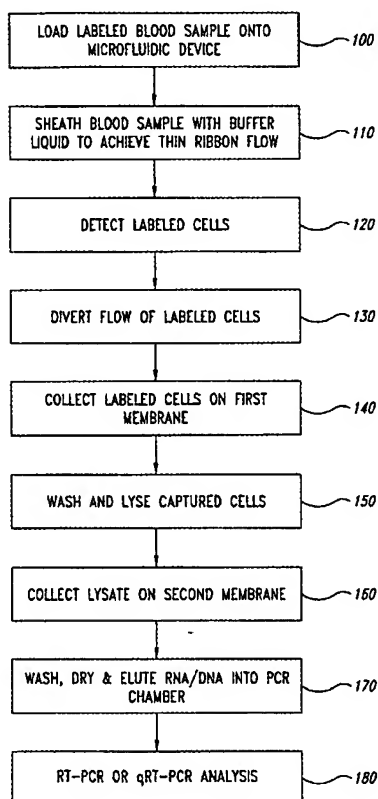 LOAD LABELED BLOOD SAMPLE ONTO
MICROFLUIDIC DEVICE
100
SHEATH BLOOD SAMPLE WITH BUFFER
LIQUID TO ACHIEVE THIN RIBBON FLOW
110
DETECT LABELED CELLS
120
DIVERT FLOW OF LABELED CELLS
130
COLLECT LABELED CELLS ON FIRST
MEMBRANE
140
WASH AND LYSE CAPTURED CELLS
150
COLLECT LYSATE ON SECOND MEMBRANE
160
WASH, DRY & ELUTE RNA/DNA INTO PCR
CHAMBER
170
RT-PCR OR qRT-PCR ANALYSIS
180